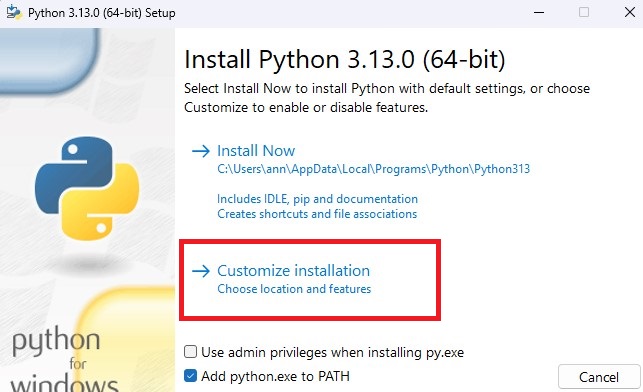 Python 3.13.0 (64-bit) Setup
Install Python 3.13.0 (64-bit)
Select Install Now to install Python with default settings, or choose
Customize to enable or disable features.
Install Now
C:\Users\ann\AppData\Local\Programs\Python\Python313
Includes IDLE, pip and documentation
Creates shortcuts and file associations
Customize installation
Choose location and features
Use admin privileges when installing py.exe
Add python.exe to PATH
Cancel
python
for
windows